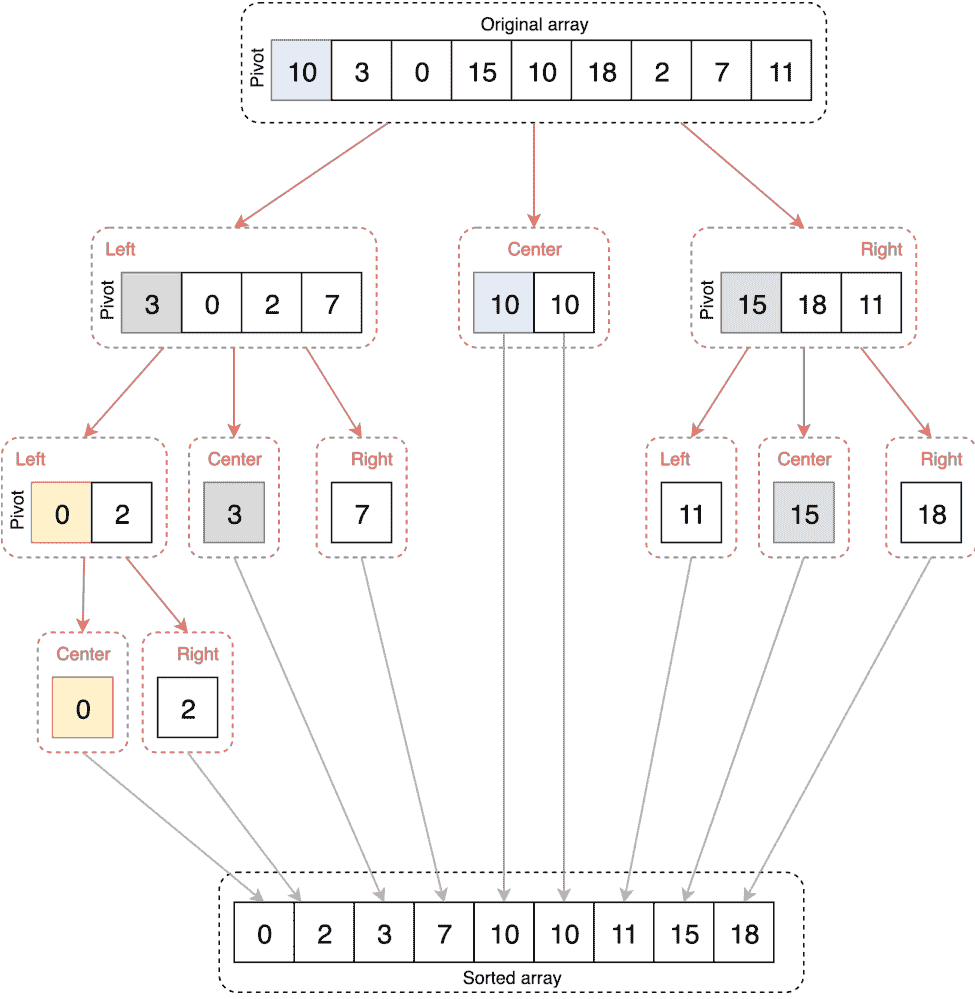 Original array
Pivot 10 3 0 15 10 18 2 7 11
Left
Pivot 3 0 2 7
Center
10 10
Right
Pivot 15 18 11
Left
Pivot 0 2
Center
3
Right
7
Left
11
Center
15
Right
18
Center
0
Right
2
0 2 3 7 10 10 11 15 18
Sorted array